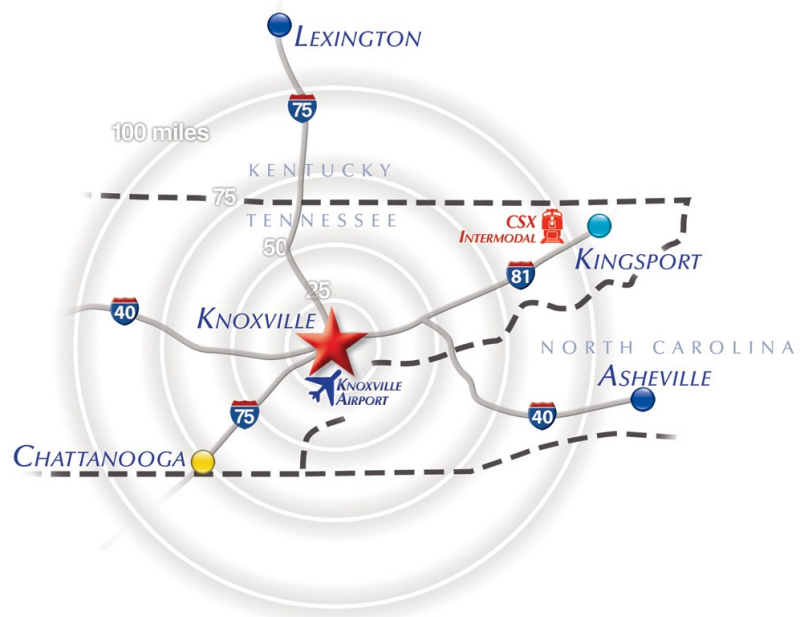 LEXINGTON
75
100 miles
KENTUCKY
75
TENNESSEE
CSX
INTERMODAL
50
KINGSPORT
81
25
40
KNOXVILLE
NORTH CAROLINA
ASHEVILLE
KNOXVILLE
AIRPORT
75
40
CHATTANOOGA